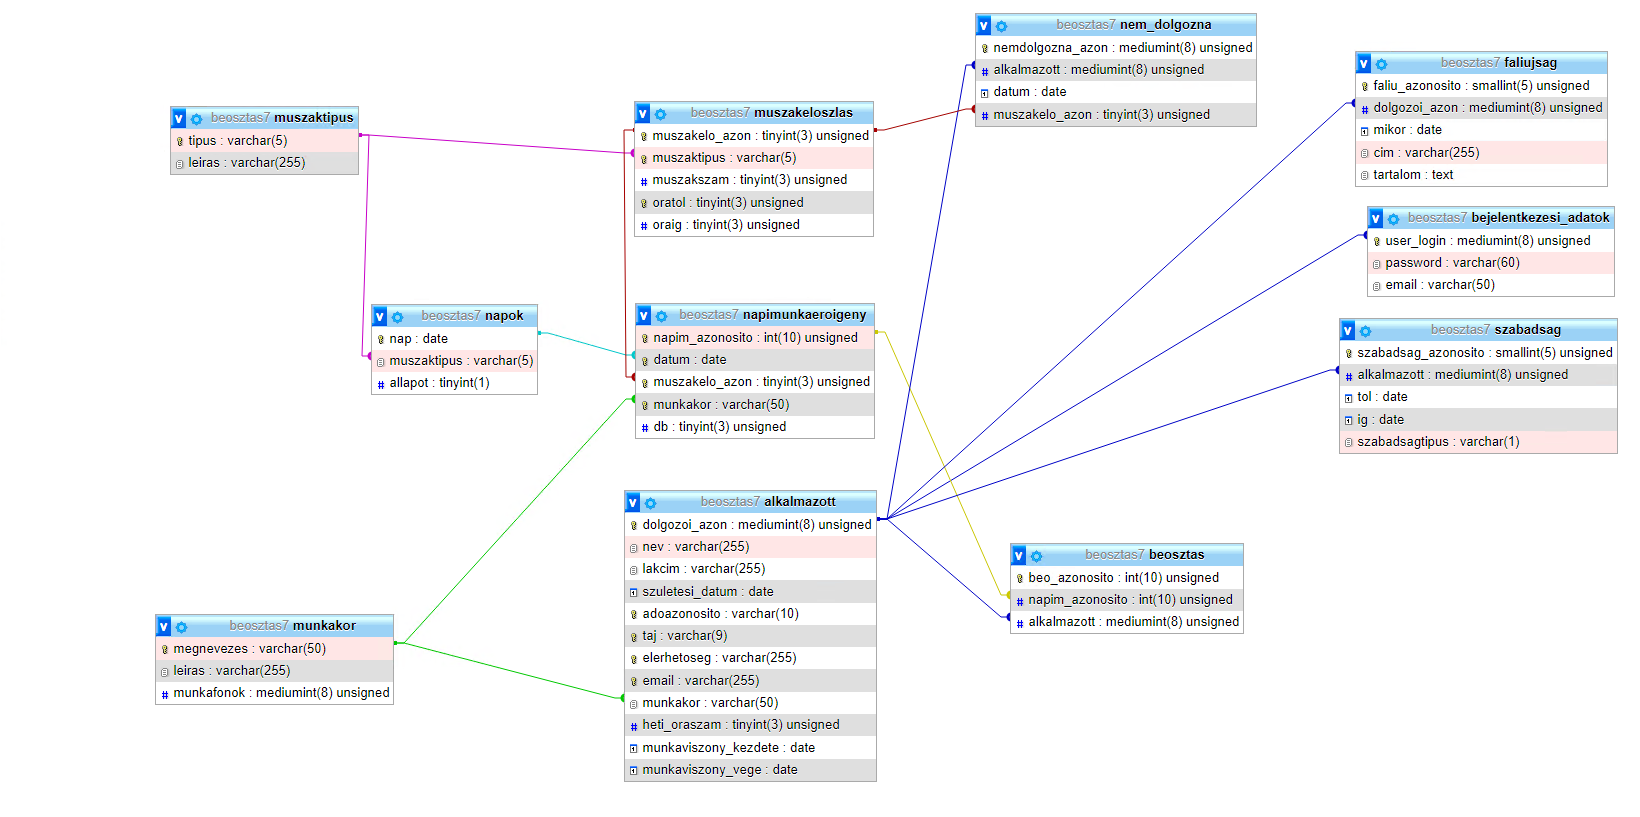 beosztas7 muszaktipus
tipus : varchar(5)
leiras : varchar(255)
beosztas7 muszakeloszlas
muszakelo_azon : tinyint(3) unsigned
muszaktipus : varchar(5)
muszakszam : tinyint(3) unsigned
oratol : tinyint(3) unsigned
oraig : tinyint(3) unsigned
beosztas7 nem_dolgozna
nemdolgozna_azon : mediumint(8) unsigned
alkalmazott : mediumint(8) unsigned
datum : date
muszakelo_azon : tinyint(3) unsigned
beosztas7 faliujsag
faliu_azonosito : smallint(5) unsigned
dolgozoi_azon : mediumint(8) unsigned
mikor : date
cim : varchar(255)
tartalom : text
beosztas7 bejelentkezesi_adatok
user_login : mediumint(8) unsigned
password : varchar(60)
email : varchar(50)
beosztas7 napok
nap : date
muszaktipus : varchar(5)
allapot : tinyint(1)
beosztas7 napimunkaeroigeny
napim_azonosito : int(10) unsigned
datum : date
muszakelo_azon : tinyint(3) unsigned
munkakor : varchar(50)
db : tinyint(3) unsigned
beosztas7 szabadsag
szabadsag_azonosito : smallint(5) unsigned
alkalmazott : mediumint(8) unsigned
tol : date
ig : date
szabadsagtipus : varchar(1)
beosztas7 alkalmazott
dolgozoi_azon : mediumint(8) unsigned
nev : varchar(255)
lakcim : varchar(255)
szuletesi_datum : date
adoazonosito : varchar(10)
taj : varchar(9)
elerhetoseg : varchar(255)
email : varchar(255)
munkakor : varchar(50)
heti_oraszam : tinyint(3) unsigned
munkaviszony_kezdete : date
munkaviszony_vege : date
beosztas7 beosztas
beo_azonosito : int(10) unsigned
napim_azonosito : int(10) unsigned
alkalmazott : mediumint(8) unsigned
beosztas7 munkakor
megnevezes : varchar(50)
leiras : varchar(255)
munkafonok : mediumint(8) unsigned